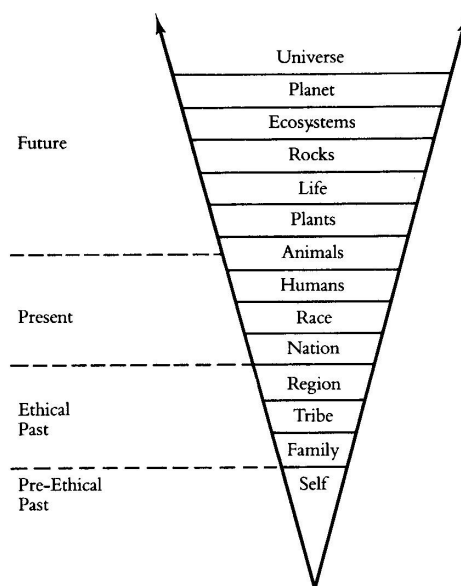 Universe
Planet
Ecosystems
Future
Rocks
Life
Plants
Animals
Humans
Present
Race
Nation
Region
Ethical
Past
Tribe
Family
Pre-Ethical
Past
Self